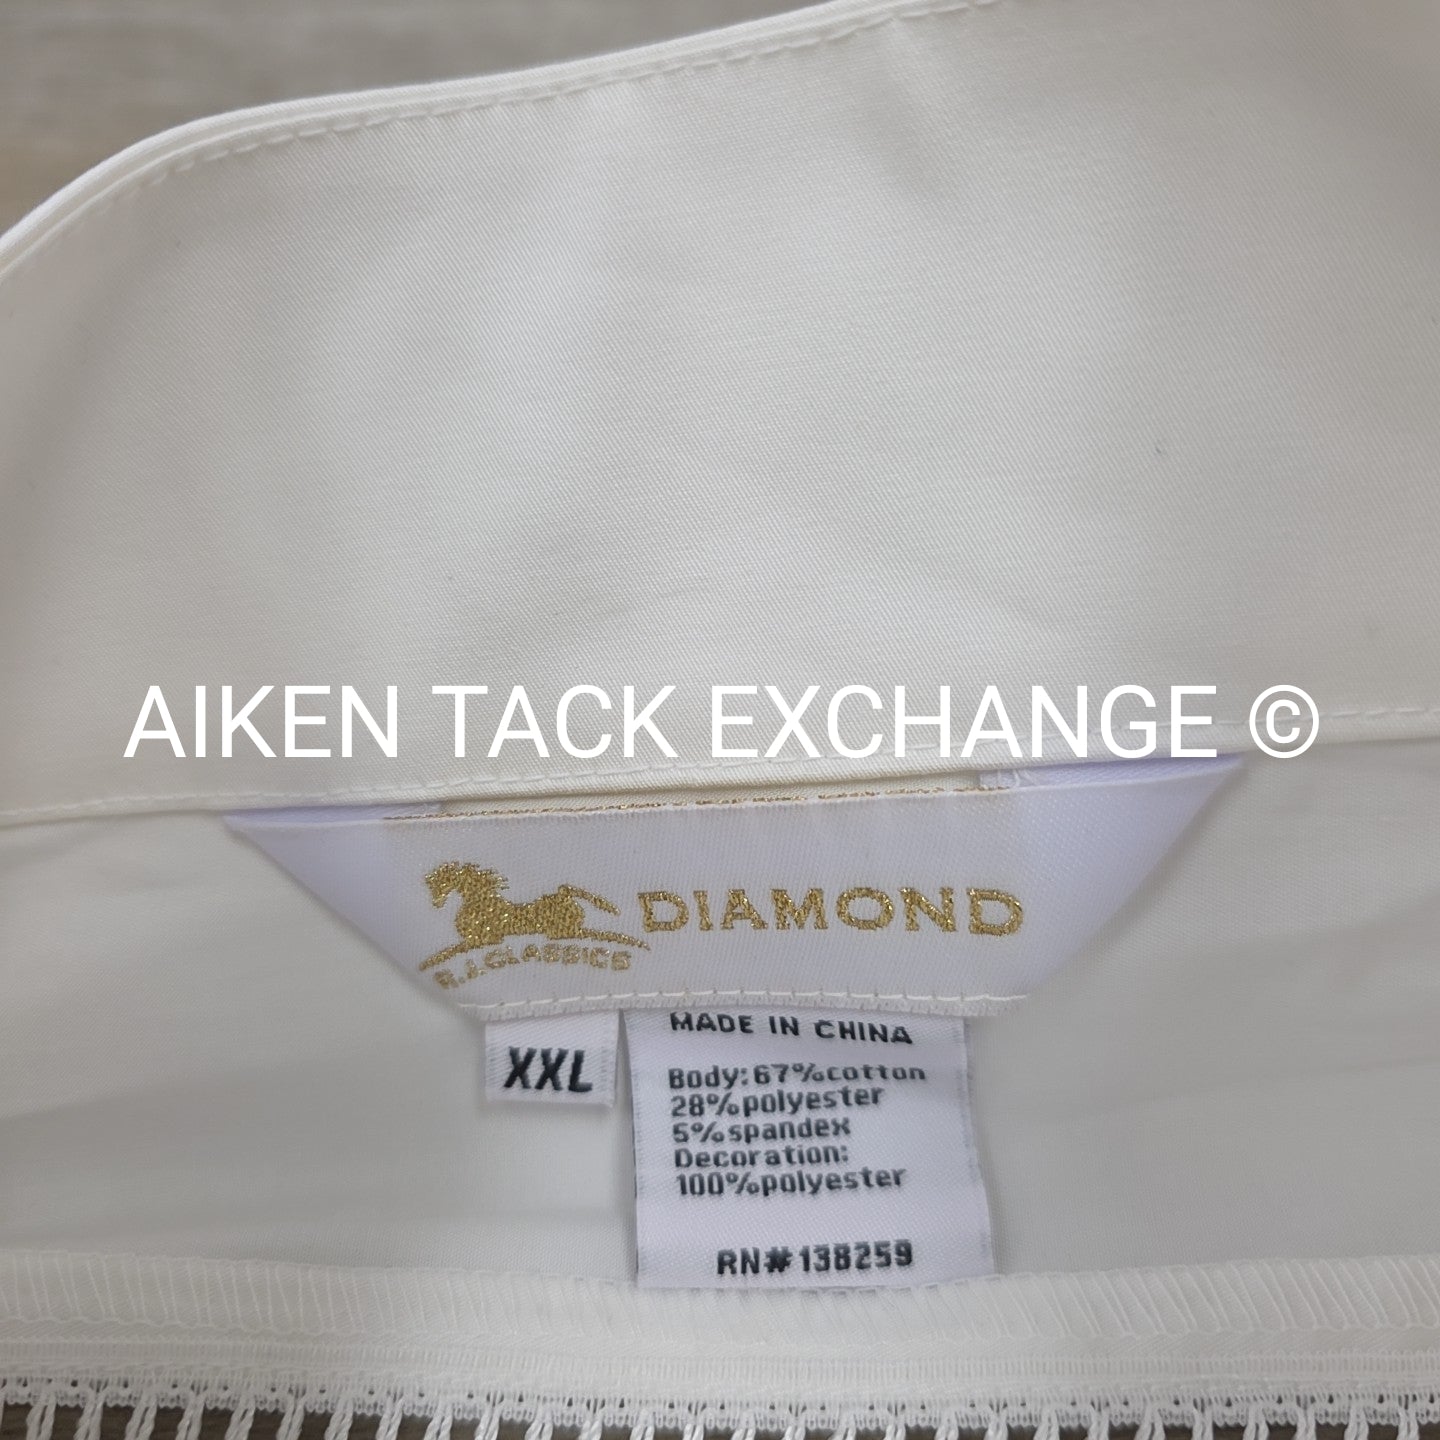 AIKEN TACK EXCHANGE ©
DIAMOND
R.J.CLASSICS
MADE IN CHINA
XXL
Body:67%cotton
28%polyester
5%spandex
Decoration:
100%polyester
RN#138259